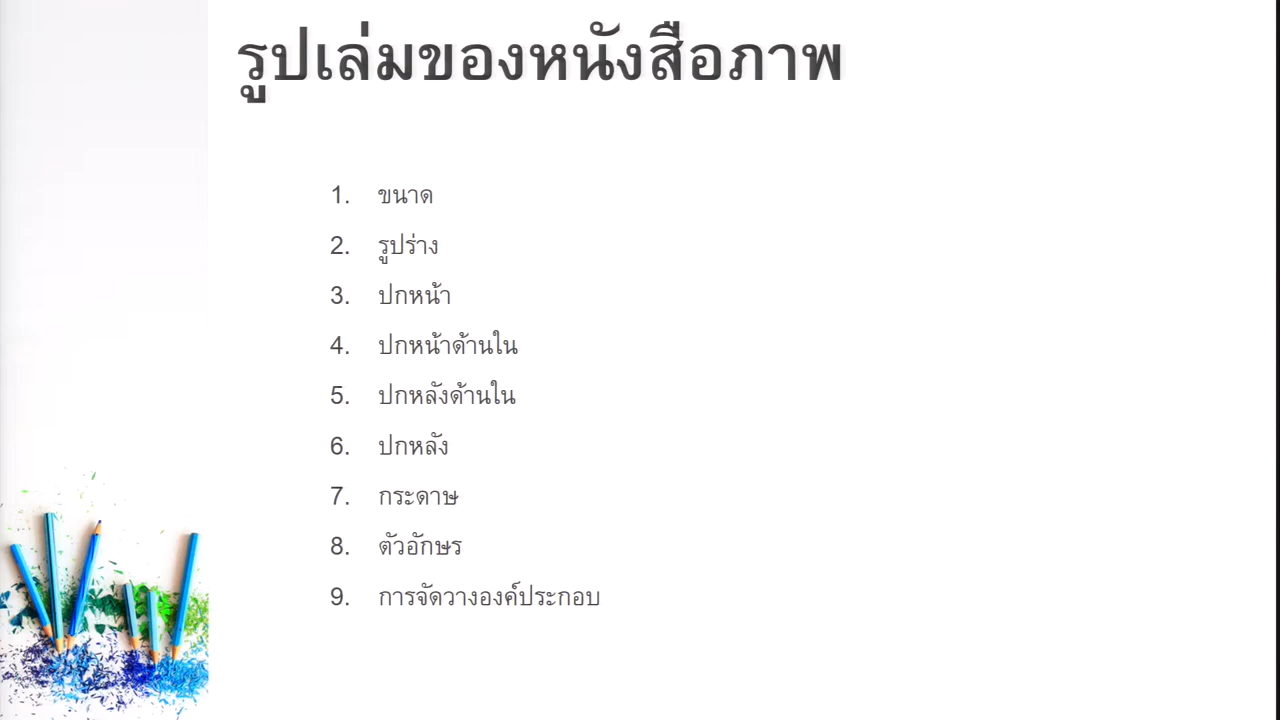 รูปเล่มของหนังสือภาพ
1. ขนาด
2. รูปร่าง
3. ปกหน้า
4. ปกหน้าด้านใน
5. ปกหลังด้านใน
6. ปกหลัง
7. กระดาษ
8. ตัวอักษร
9. การจัดวางองค์ประกอบ